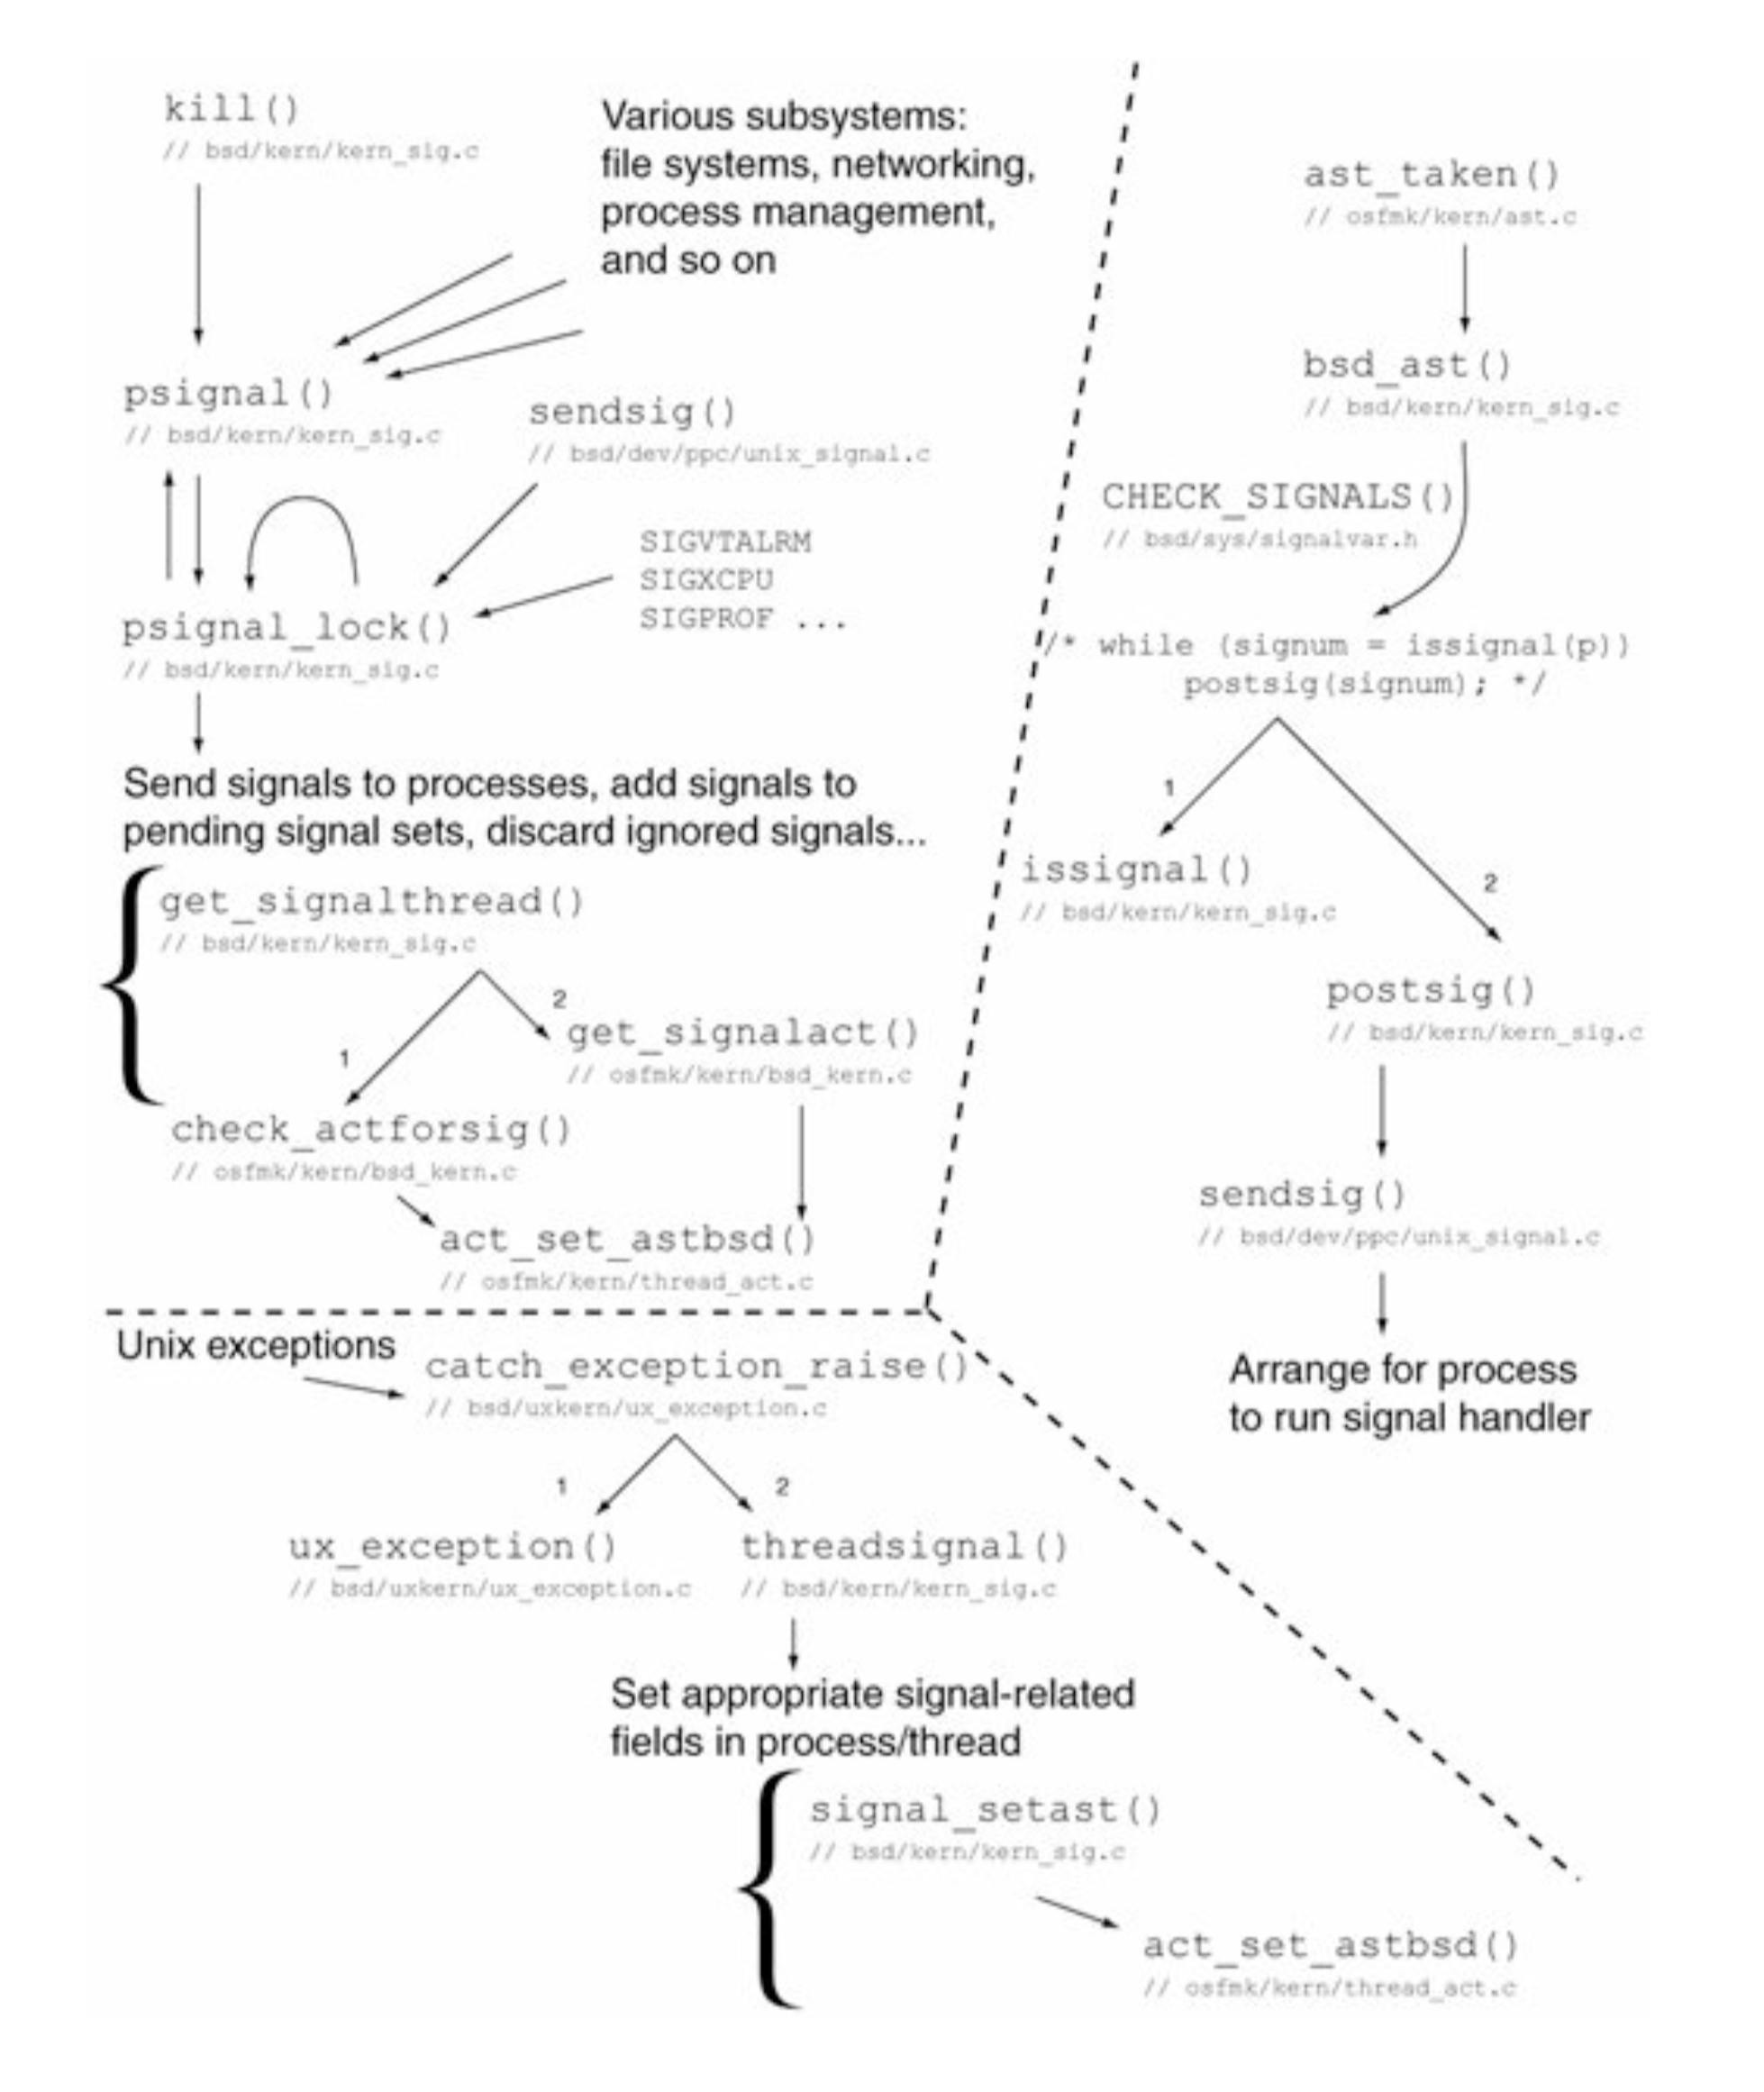 kill()
// bsd/kern/kern_sig.c
Various subsystems:
file systems, networking,
process management,
and so on
psignal()
// bsd/kern/kern_sig.c
sendsig()
// bsd/dev/ppc/unix_signal.c
SIGVTALRM
SIGXCPU
SIGPROF ...
psignal_lock()
// bsd/kern/kern_sig.c
Send signals to processes, add signals to
pending signal sets, discard ignored signals...
get_signalthread()
// bsd/kern/kern_sig.c
1
2
get_signalact()
// osfmk/kern/bsd_kern.c
check_actforsig()
// osfmk/kern/bsd_kern.c
act_set_astbsd()
// osfmk/kern/thread_act.c
ast_taken()
// osfmk/kern/ast.c
bsd_ast()
// bsd/kern/kern_sig.c
CHECK_SIGNALS()
// bsd/sys/signalvar.h
/* while (signum = issignal(p))
postsig(signum); */
1
2
issignal()
// bsd/kern/kern_sig.c
postsig()
// bsd/kern/kern_sig.c
sendsig()
// bsd/dev/ppc/unix_signal.c
Arrange for process
to run signal handler
Unix exceptions
catch_exception_raise()
// bsd/uxkern/ux_exception.c
1
2
ux_exception()
// bsd/uxkern/ux_exception.c
threadsignal()
// bsd/kern/kern_sig.c
Set appropriate signal-related
fields in process/thread
signal_setast()
// bsd/kern/kern_sig.c
act_set_astbsd()
// osfmk/kern/thread_act.c